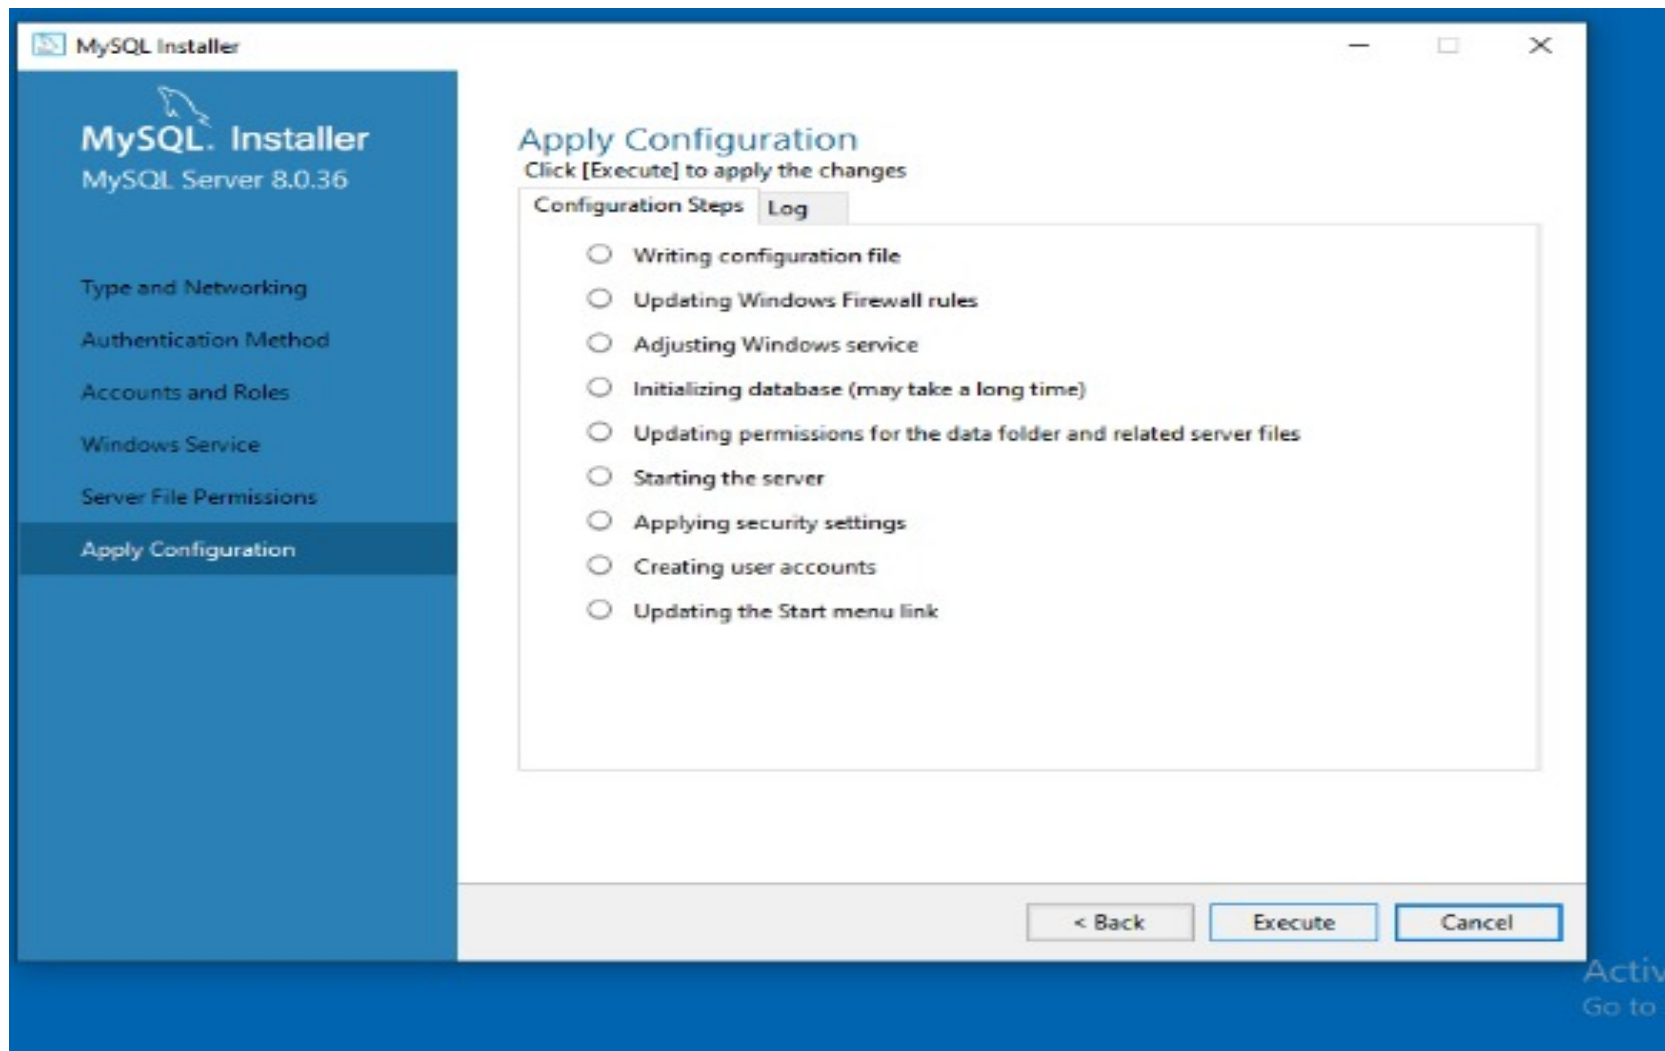 MySQL Installer
MySQL. Installer
MySQL Server 8.0.36
Type and Networking
Authentication Method
Accounts and Roles
Windows Service
Server File Permissions
Apply Configuration
Apply Configuration
Click [Execute] to apply the changes
Configuration Steps Log
Writing configuration file
Updating Windows Firewall rules
Adjusting Windows service
Initializing database (may take a long time)
Updating permissions for the data folder and related server files
Starting the server
Applying security settings
Creating user accounts
Updating the Start menu link
< Back Execute Cancel
Activ
Go to